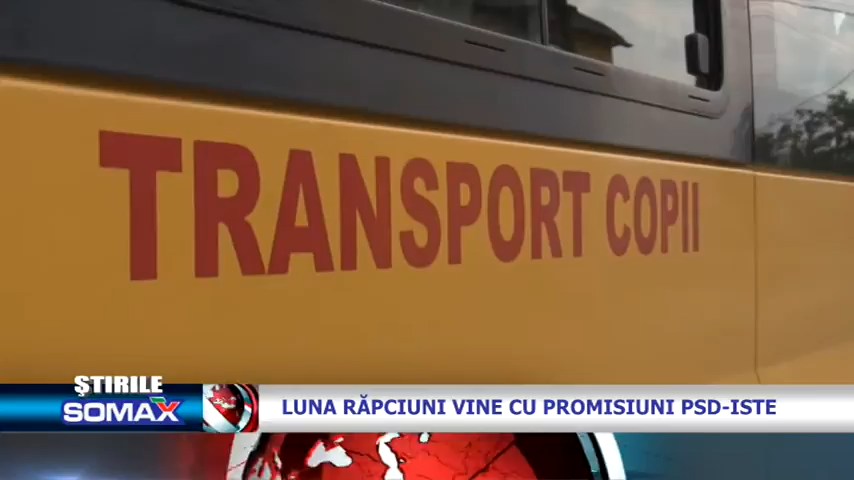 TRANSPORT COPII
ŞTIRILE
SOMAX
LUNA RĂPCIUNI VINE CU PROMISIUNI PSD-ISTE